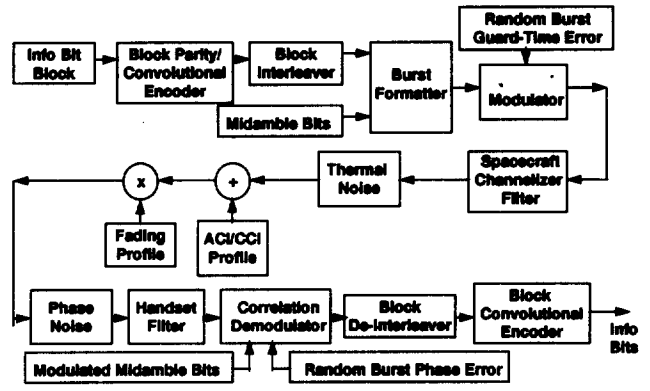 Random Burst
Guard-Time Error
Info Bit
Block
Block Parity/
Convolutional
Encoder
Block
Interleaver
Midamble Bits
Burst
Formatter
Modulator
Thermal
Noise
Spacecraft
Channelizer
Filter
x
+
Fading
Profile
ACI/CCI
Profile
Phase
Noise
Handset
Filter
Correlation
Demodulator
Block
De-interleaver
Block
Convolutional
Encoder
Info
Bits
Modulated Midamble Bits
Random Burst Phase Error